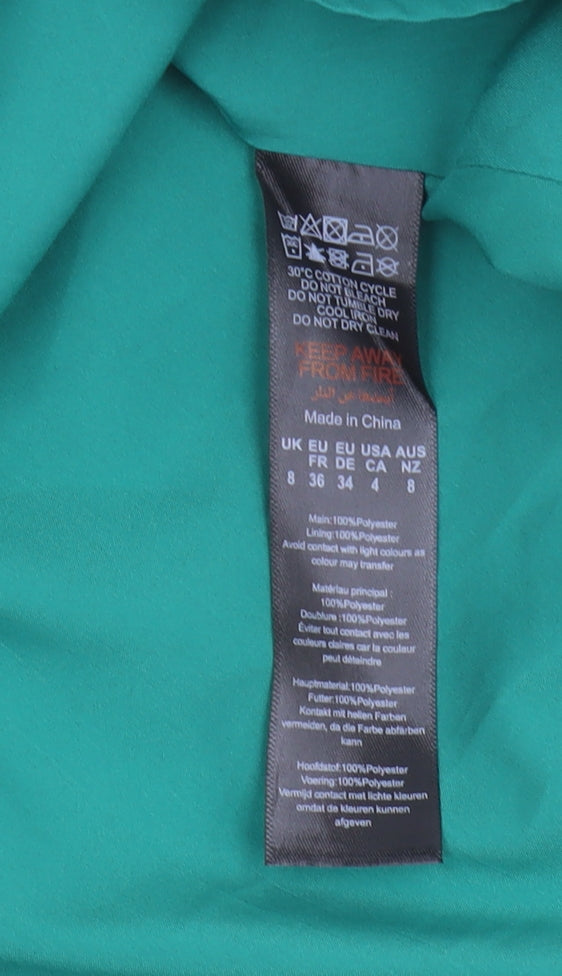 30°C COTTON CYCLE
DO NOT BLEACH
DO NOT TUMBLE DRY
COOL IRON
DO NOT DRY CLEAN
KEEP AWAY
FROM FIRE
Made in China
UK EU EU USA AUS
FR DE CA NZ
8 36 34 4 8
Main:100%Polyester
Lining:100%Polyester
Avoid contact with light colours as
colour may transfer
Matériau principal :
100%Polyester
Doublure :100%Polyester
Éviter tout contact avec les
couleurs claires car la couleur
peut déteindre
Hauptmaterial:100%Polyester
Futter:100%Polyester
Kontakt mit hellen Farben
vermeiden, da die Farbe abfärben
kann
Hoofdstof:100%Polyester
Voering:100%Polyester
Vermijd contact met lichte kleuren
omdat de kleuren kunnen
afgeven